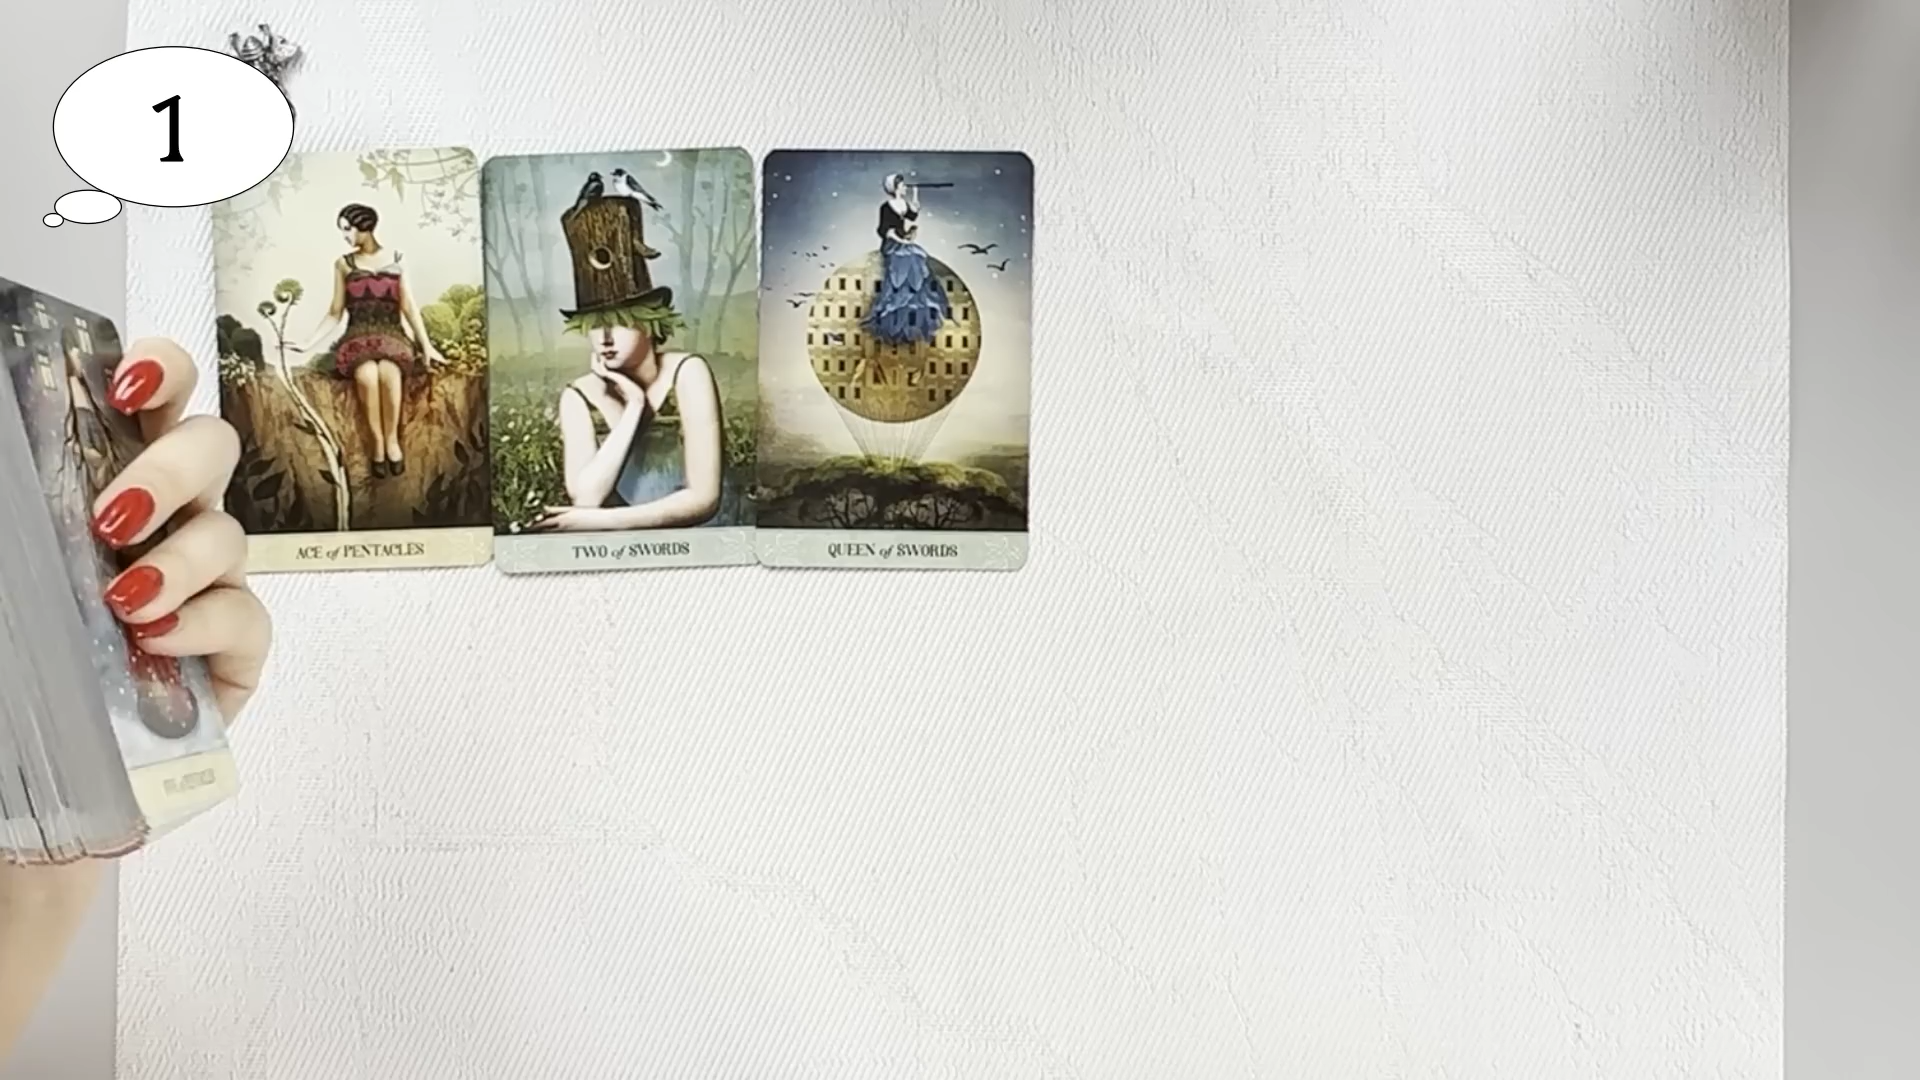 1
ACE of PENTACLES
TWO of SWORDS
QUEEN of SWORDS